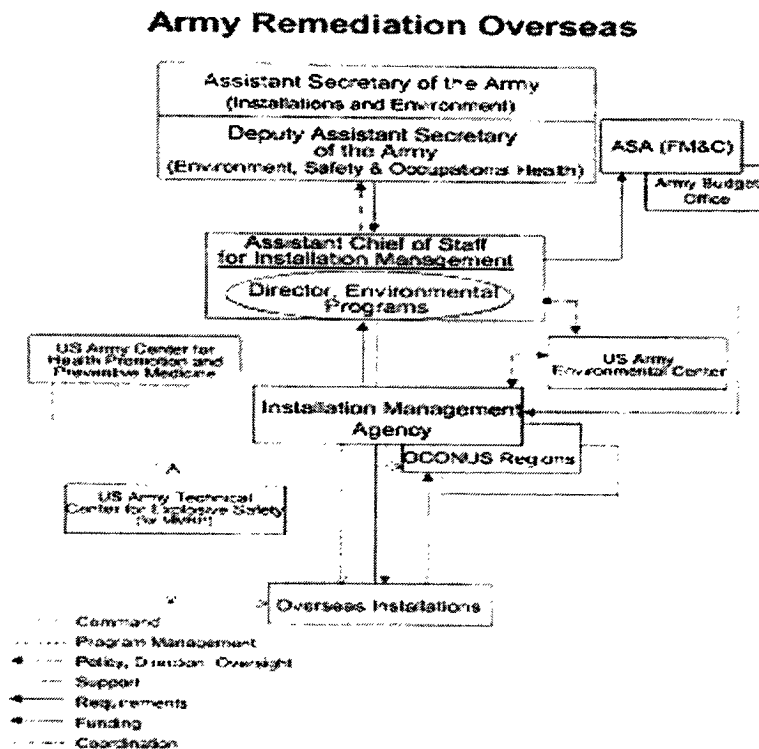 Army Remediation Overseas
Assistant Secretary of the Army
(Installations and Environment)
Deputy Assistant Secretary
of the Army
(Environment, Safety & Occupational Health)
ASA (FM&C)
Army Budget
Office
Assistant Chief of Staff
for Installation Management
Director, Environmental
Programs
US Army Center for
Health Promotion and
Preventive Medicine
US Army
Environmental Center
Installation Management
Agency
OCONUS Regions
US Army Technical
Center for Explosive Safety
Overseas Installations
Command
Program Management
Policy, Direction, Oversight
Support
Requirements
Funding
Coordination